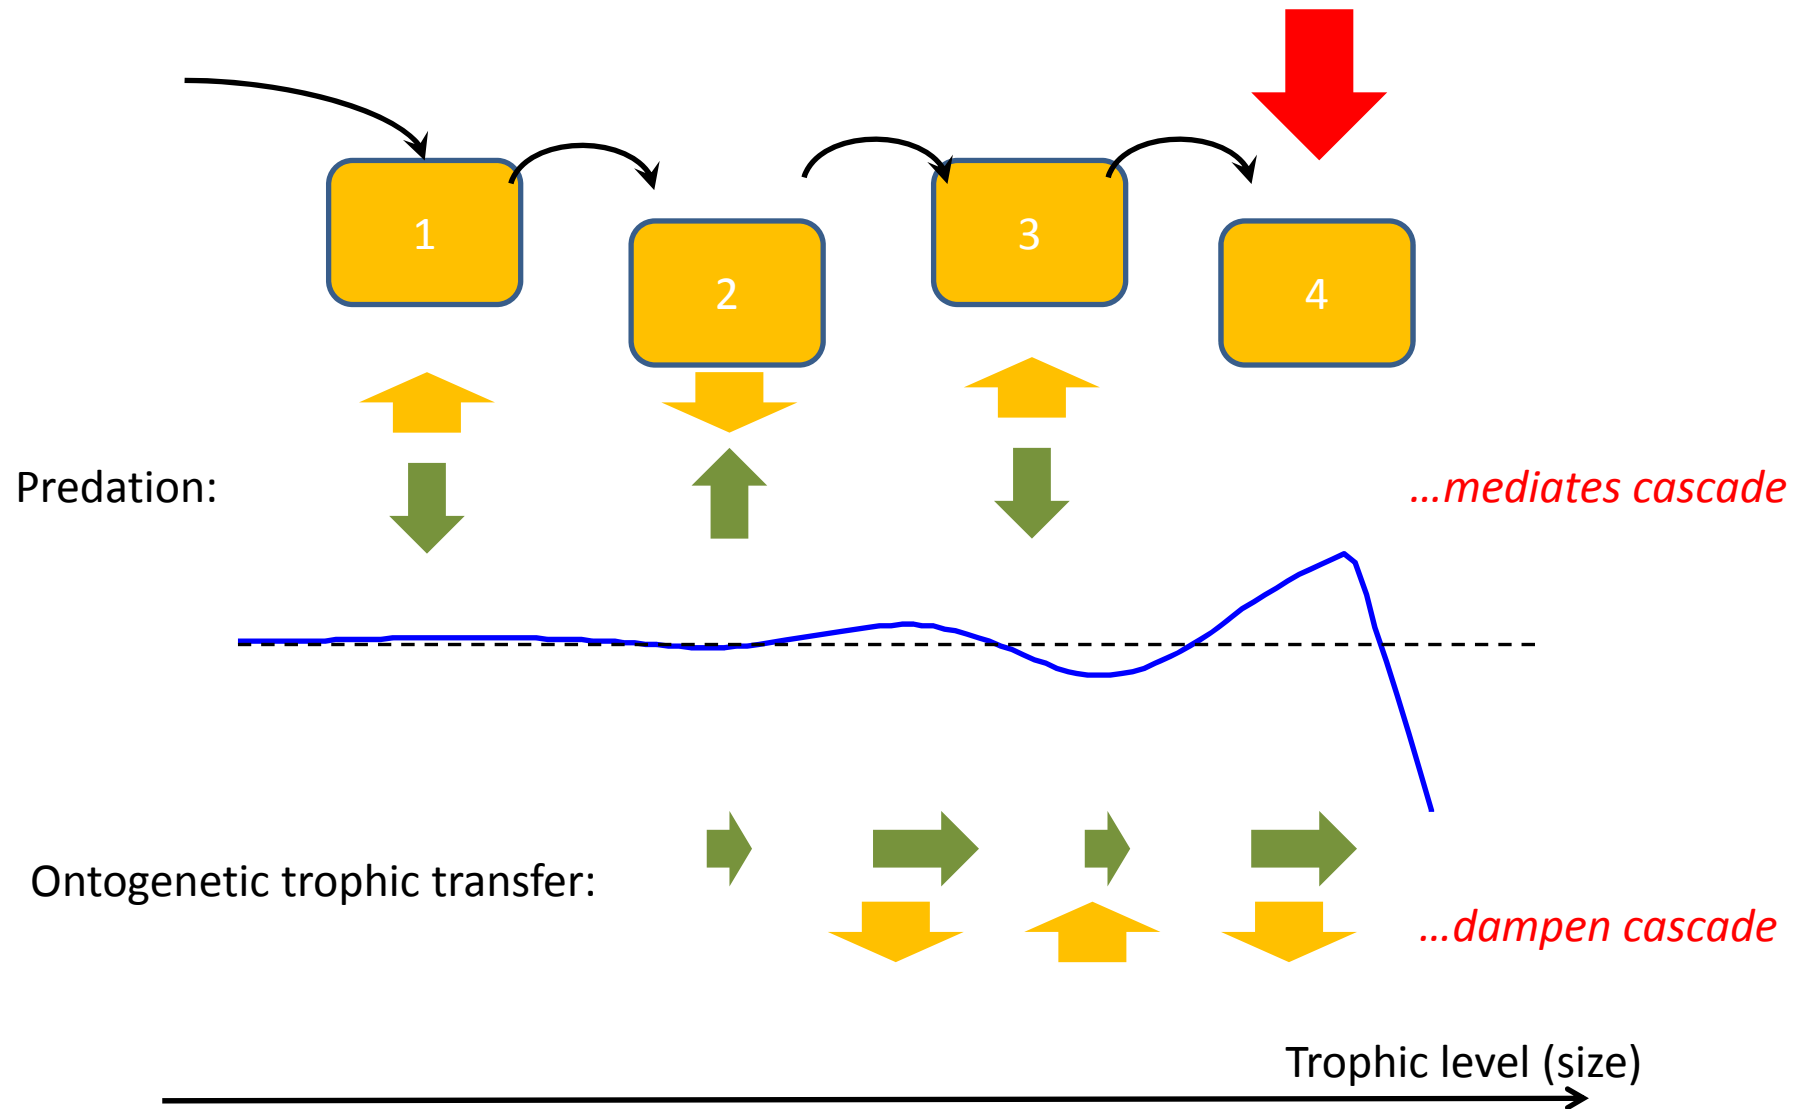 1
2
3
4
Predation:
...mediates cascade
Ontogenetic trophic transfer:
...dampen cascade
Trophic level (size)